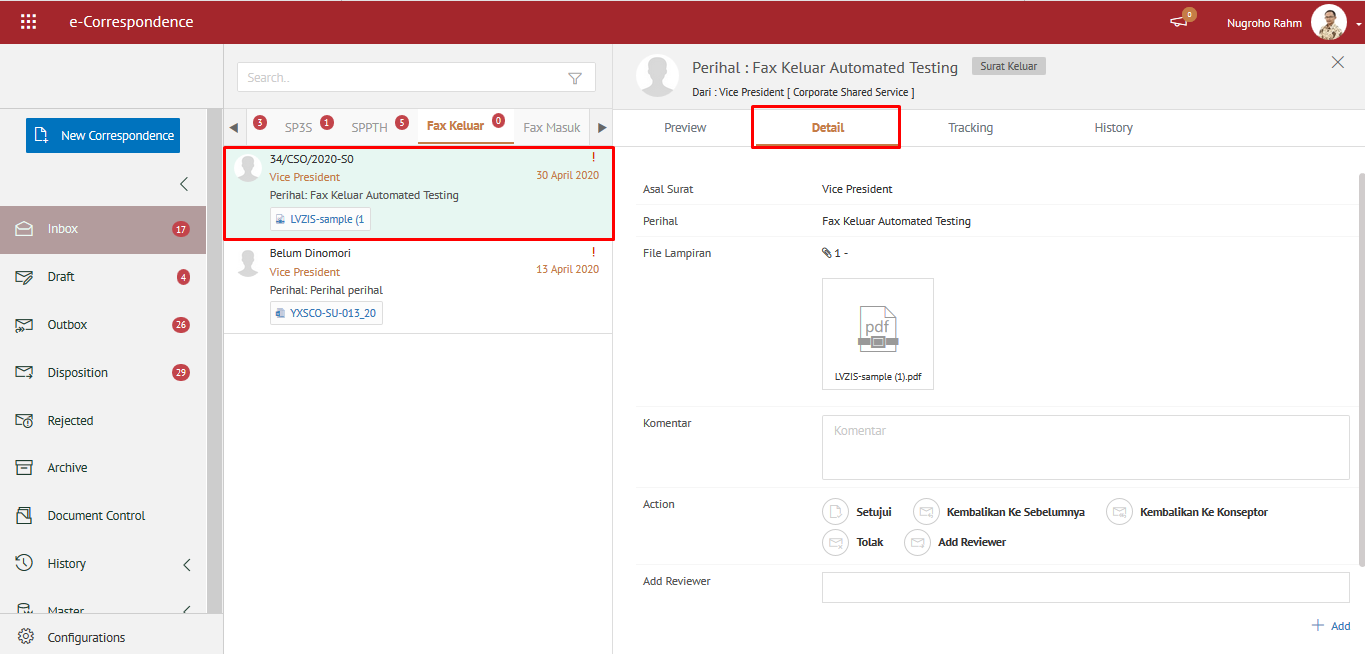 e-Correspondence
0
Nugroho Rahm
New Correspondence
Inbox 17
Draft 4
Outbox 26
Disposition 29
Rejected
Archive
Document Control
History
Master
Configurations
Search..
3 SP3S 1 SPPTH 5 Fax Keluar 0 Fax Masuk
34/CSO/2020-S0 !
Vice President 30 April 2020
Perihal: Fax Keluar Automated Testing
LVZIS-sample (1
Belum Dinomori !
Vice President 13 April 2020
Perihal: Perihal perihal
YXSCO-SU-013_20
Perihal : Fax Keluar Automated Testing Surat Keluar
Dari : Vice President [ Corporate Shared Service ]
Preview Detail Tracking History
Asal Surat Vice President
Perihal Fax Keluar Automated Testing
File Lampiran 1 -
pdf
LVZIS-sample (1).pdf
Komentar Komentar
Action Setujui Kembalikan Ke Sebelumnya Kembalikan Ke Konseptor
Tolak Add Reviewer
Add Reviewer
+ Add